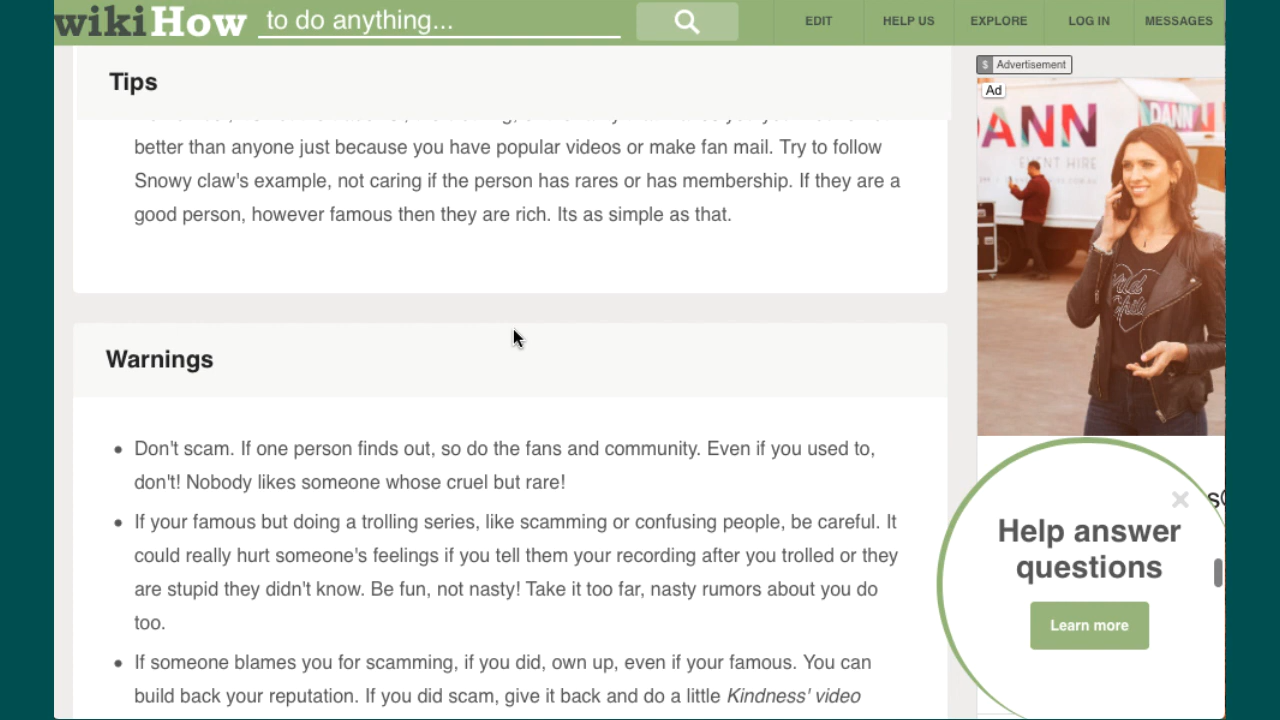 wikiHow to do anything...
EDIT
HELP US
EXPLORE
LOG IN
MESSAGES
Tips
better than anyone just because you have popular videos or make fan mail. Try to follow
Snowy claw's example, not caring if the person has rares or has membership. If they are a
good person, however famous then they are rich. Its as simple as that.
Warnings
Don't scam. If one person finds out, so do the fans and community. Even if you used to,
don't! Nobody likes someone whose cruel but rare!
If your famous but doing a trolling series, like scamming or confusing people, be careful. It
could really hurt someone's feelings if you tell them your recording after you trolled or they
are stupid they didn't know. Be fun, not nasty! Take it too far, nasty rumors about you do
too.
If someone blames you for scamming, if you did, own up, even if your famous. You can
build back your reputation. If you did scam, give it back and do a little Kindness' video
$ Advertisement
Ad
DANN
EVENT HIRE
Help answer
questions
Learn more